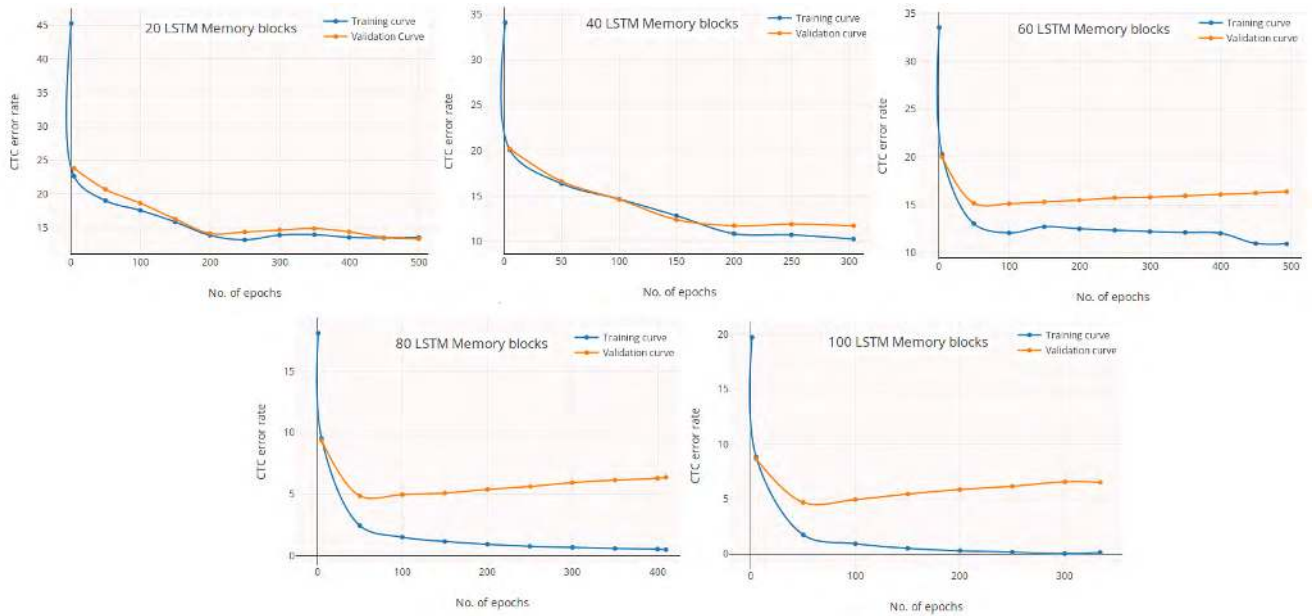 20 LSTM Memory blocks
Training curve
Validation Curve
CTC error rate
45
40
35
30
25
20
15
0 100 200 300 400 500
No. of epochs
40 LSTM Memory blocks
Training curve
Validation curve
CTC error rate
35
30
25
20
15
10
0 50 100 150 200 250 300
No. of epochs
60 LSTM Memory blocks
Training curve
Validation curve
CTC error rate
35
30
25
20
15
10
0 100 200 300 400 500
No. of epochs
80 LSTM Memory blocks
Training curve
Validation curve
CTC error rate
15
10
5
0
0 100 200 300 400
No. of epochs
100 LSTM Memory blocks
Training curve
Validation curve
CTC error rate
20
15
10
5
0
0 100 200 300
No. of epochs